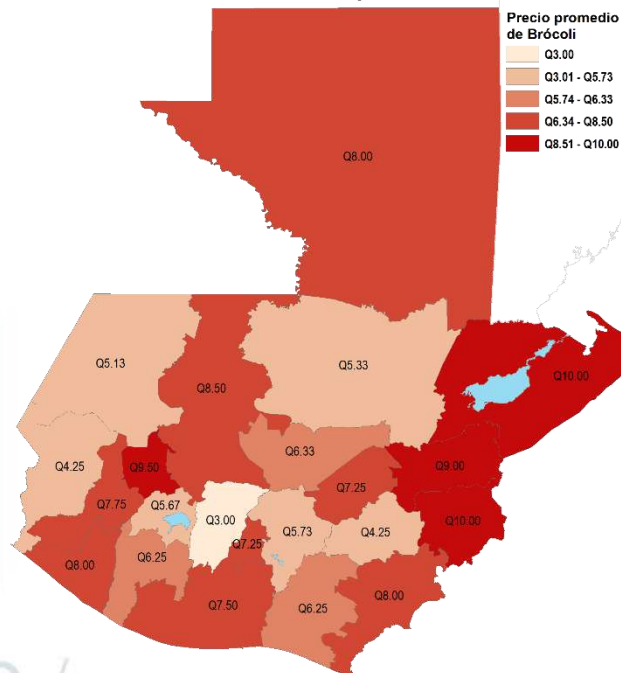 Precio promedio
de Brócoli
Q3.00
Q3.01 - Q5.73
Q5.74 - Q6.33
Q6.34 - Q8.50
Q8.51 - Q10.00
Q8.00
Q5.13
Q8.50
Q5.33
Q10.00
Q4.25
Q9.50
Q6.33
Q9.00
Q7.75
Q5.67
Q3.00
Q7.25
Q5.73
Q7.25
Q4.25
Q10.00
Q8.00
Q6.25
Q7.50
Q6.25
Q8.00